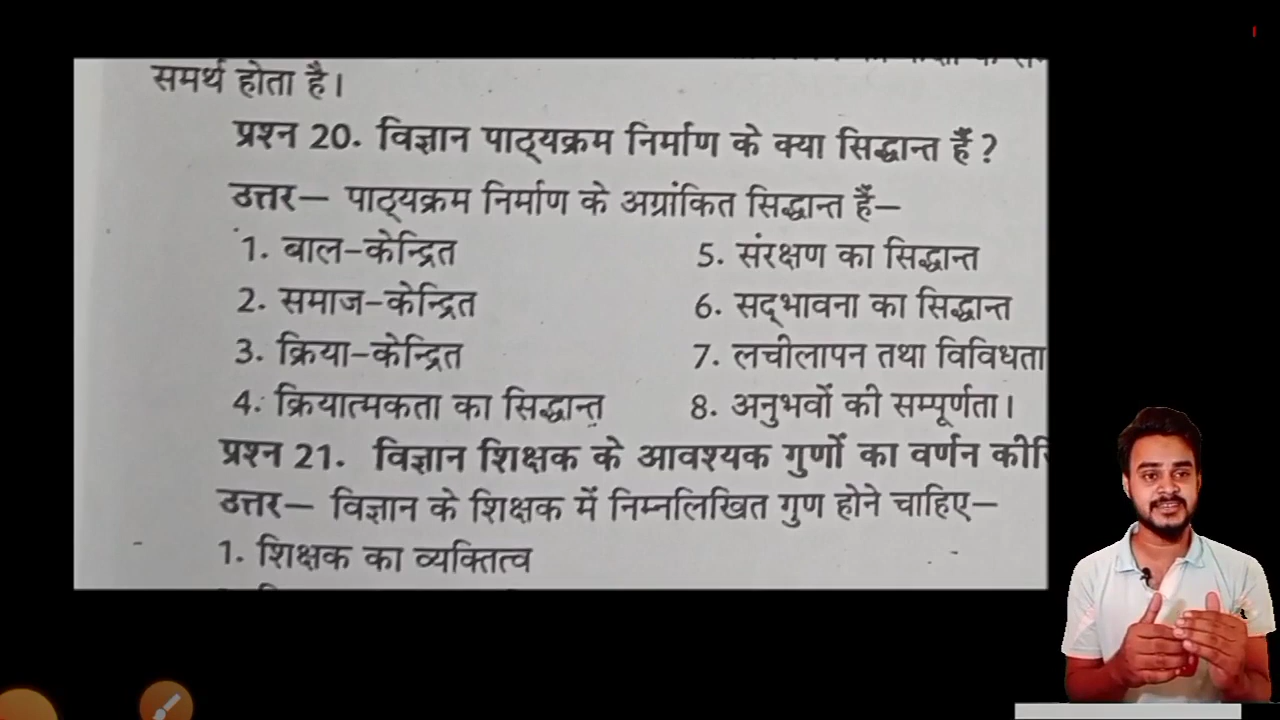 समर्थ होता है।
प्रश्न 20. विज्ञान पाठ्यक्रम निर्माण के क्या सिद्धान्त हैं ?
उत्तर— पाठ्यक्रम निर्माण के अग्रांकित सिद्धान्त हैं—
1. बाल-केन्द्रित
2. समाज-केन्द्रित
3. क्रिया-केन्द्रित
4. क्रियात्मकता का सिद्धान्त
5. संरक्षण का सिद्धान्त
6. सद्भावना का सिद्धान्त
7. लचीलापन तथा विविधता
8. अनुभवों की सम्पूर्णता।
प्रश्न 21. विज्ञान शिक्षक के आवश्यक गुणों का वर्णन
उत्तर— विज्ञान के शिक्षक में निम्नलिखित गुण होने चाहिए—
1. शिक्षक का व्यक्तित्व